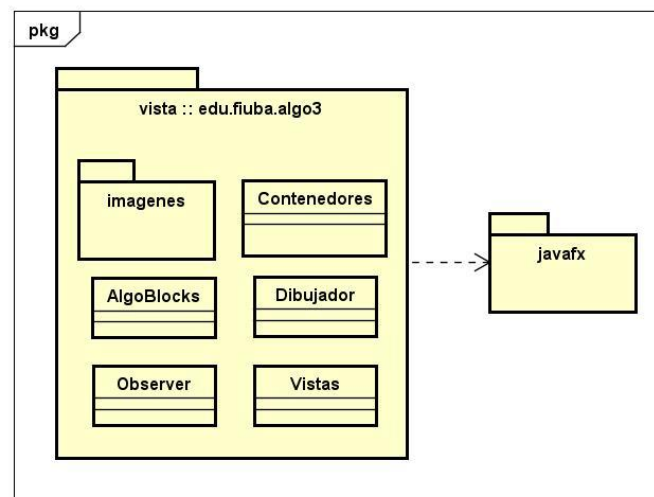 pkg
vista :: edu.fiuba.algo3
imagenes
Contenedores
javafx
AlgoBlocks
Dibujador
Observer
Vistas